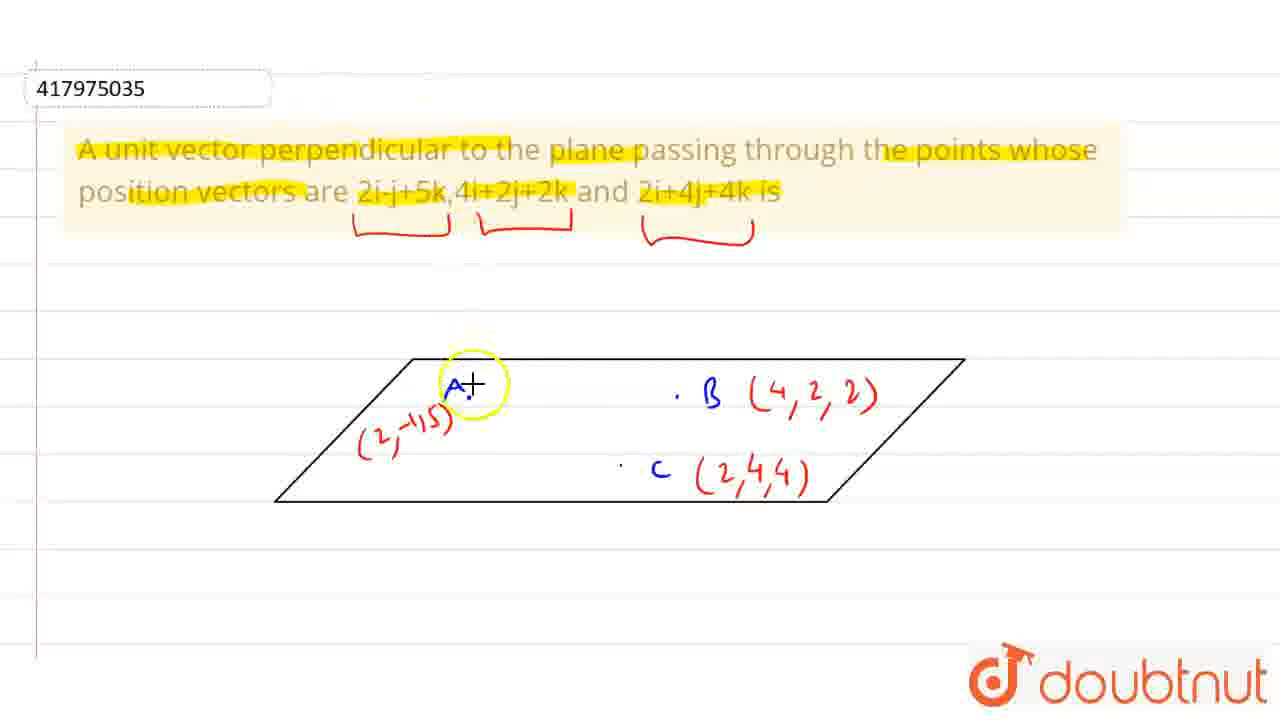 417975035
A unit vector perpendicular to the plane passing through the points whose
position vectors are 2i-j+5k,4i+2j+2k and 2i+4j+4k is
A.
(2,-1,5)
. B (4,2,2)
. C (2,4,4)
doubtnut